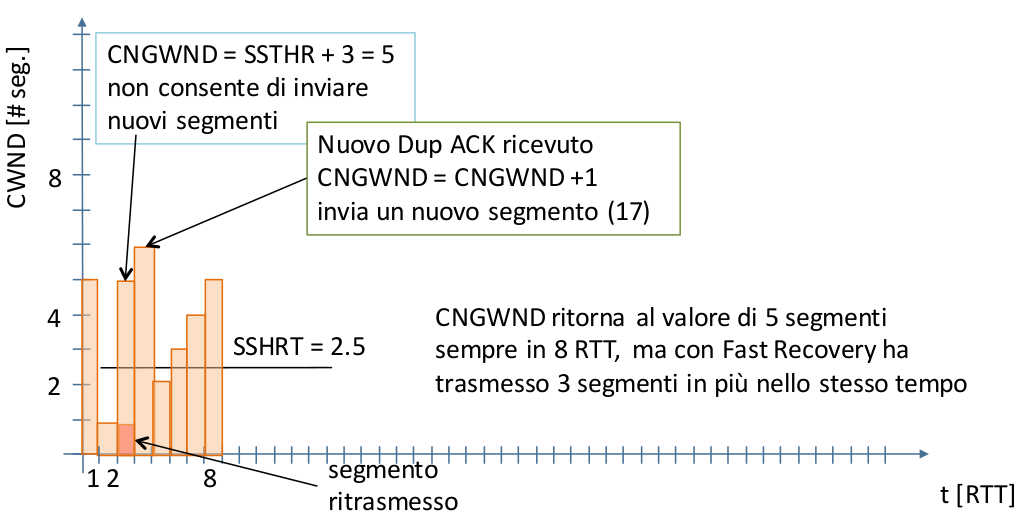 CWND [# seg.]
CNGWND = SSTHR + 3 = 5
non consente di inviare
nuovi segmenti
Nuovo Dup ACK ricevuto
CNGWND = CNGWND +1
invia un nuovo segmento (17)
8
4
2
SSHRT = 2.5
CNGWND ritorna al valore di 5 segmenti
sempre in 8 RTT, ma con Fast Recovery ha
trasmesso 3 segmenti in più nello stesso tempo
1 2
8
segmento
ritrasmesso
t [RTT]